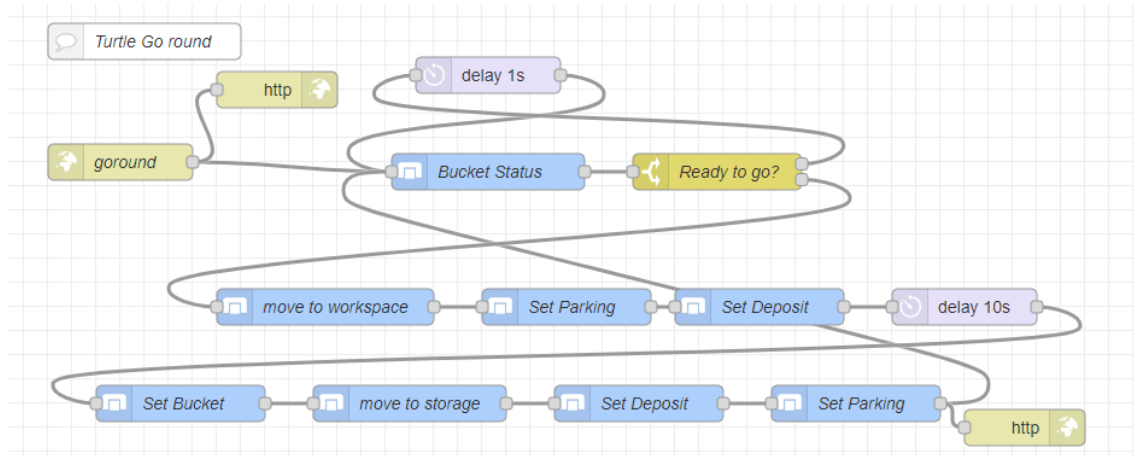 Turtle Go round
delay 1s
http
goround
Bucket Status
Ready to go?
move to workspace
Set Parking
Set Deposit
delay 10s
Set Bucket
move to storage
Set Deposit
Set Parking
http